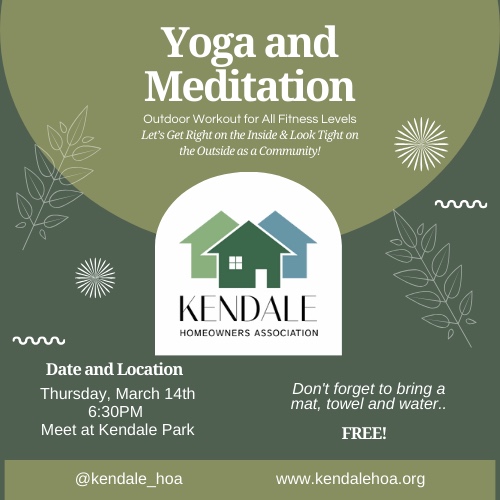 Yoga and
Meditation
Outdoor Workout for All Fitness Levels
Let's Get Right on the Inside & Look Tight on
the Outside as a Community!
KENDALE
HOMEOWNERS ASSOCIATION
Date and Location
Thursday, March 14th
6:30PM
Meet at Kendale Park
Don't forget to bring a
mat, towel and water..
FREE!
@kendale_hoa
www.kendalehoa.org